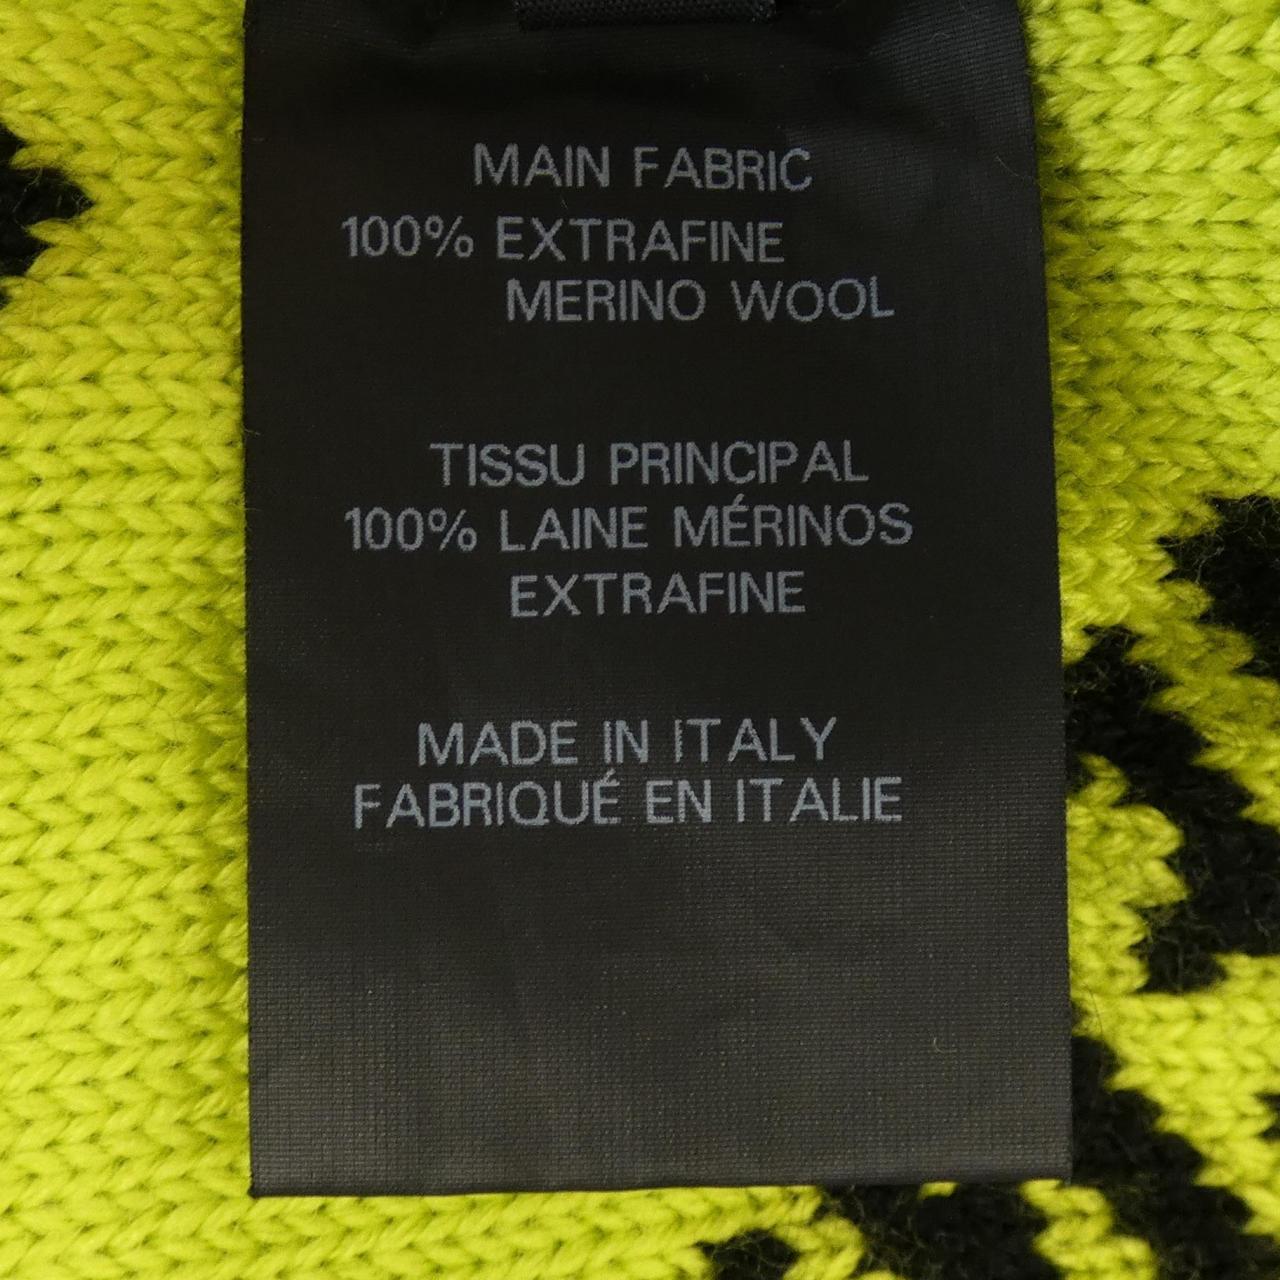 MAIN FABRIC
100% EXTRAFINE
MERINO WOOL
TISSU PRINCIPAL
100% LAINE MÉRINOS
EXTRAFINE
MADE IN ITALY
FABRIQUÉ EN ITALIE